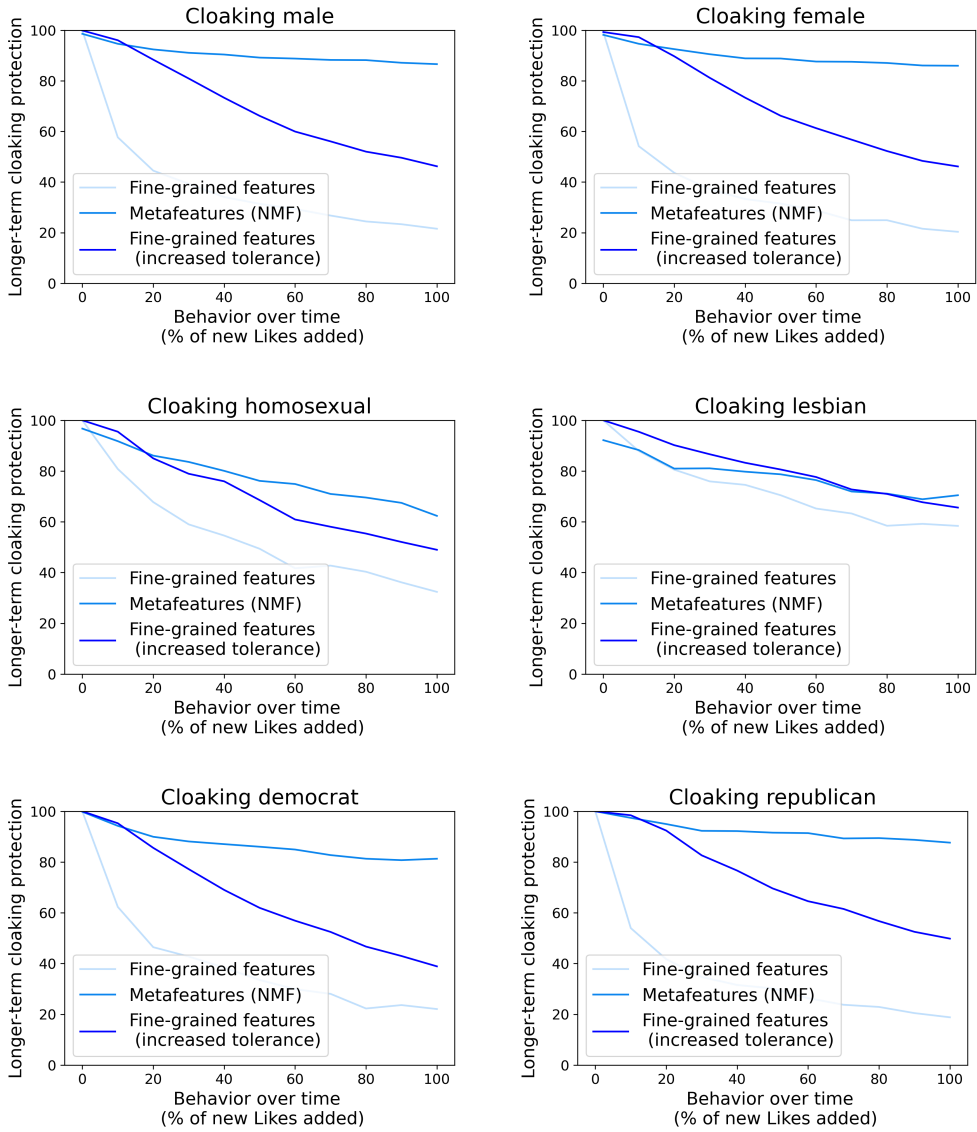 Cloaking male
Longer-term cloaking protection
100
80
60
40
20
0
Fine-grained features
Metafeatures (NMF)
Fine-grained features
(increased tolerance)
0 20 40 60 80 100
Behavior over time
(% of new Likes added)
Cloaking female
Longer-term cloaking protection
100
80
60
40
20
0
Fine-grained features
Metafeatures (NMF)
Fine-grained features
(increased tolerance)
0 20 40 60 80 100
Behavior over time
(% of new Likes added)
Cloaking homosexual
Longer-term cloaking protection
100
80
60
40
20
0
Fine-grained features
Metafeatures (NMF)
Fine-grained features
(increased tolerance)
0 20 40 60 80 100
Behavior over time
(% of new Likes added)
Cloaking lesbian
Longer-term cloaking protection
100
80
60
40
20
0
Fine-grained features
Metafeatures (NMF)
Fine-grained features
(increased tolerance)
0 20 40 60 80 100
Behavior over time
(% of new Likes added)
Cloaking democrat
Longer-term cloaking protection
100
80
60
40
20
0
Fine-grained features
Metafeatures (NMF)
Fine-grained features
(increased tolerance)
0 20 40 60 80 100
Behavior over time
(% of new Likes added)
Cloaking republican
Longer-term cloaking protection
100
80
60
40
20
0
Fine-grained features
Metafeatures (NMF)
Fine-grained features
(increased tolerance)
0 20 40 60 80 100
Behavior over time
(% of new Likes added)